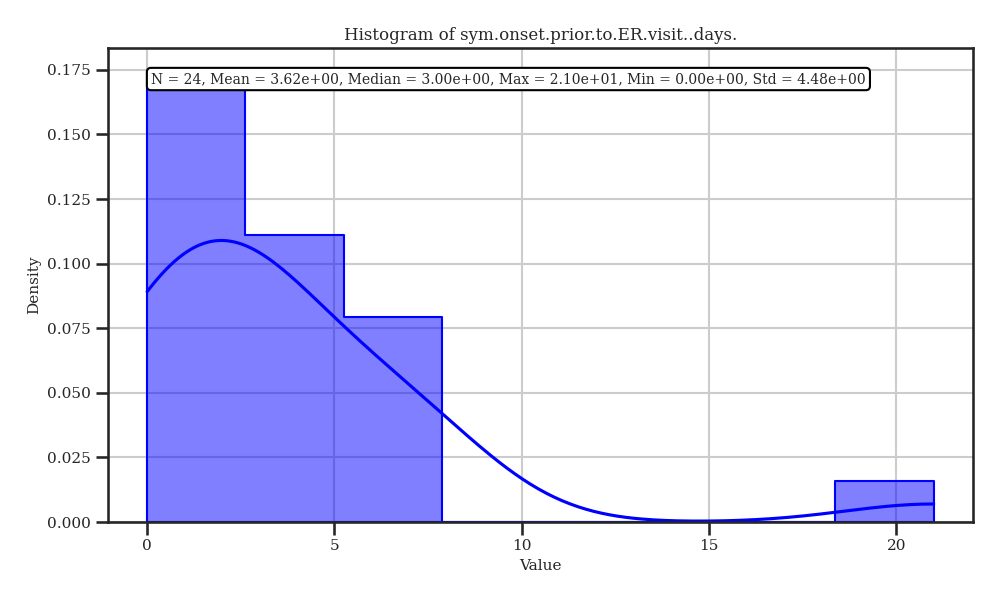 Histogram of sym.onset.prior.to.ER.visit..days.
N = 24, Mean = 3.62e+00, Median = 3.00e+00, Max = 2.10e+01, Min = 0.00e+00, Std = 4.48e+00
0.175
0.150
0.125
0.100
0.075
0.050
0.025
0.000
Density
0 5 10 15 20
Value